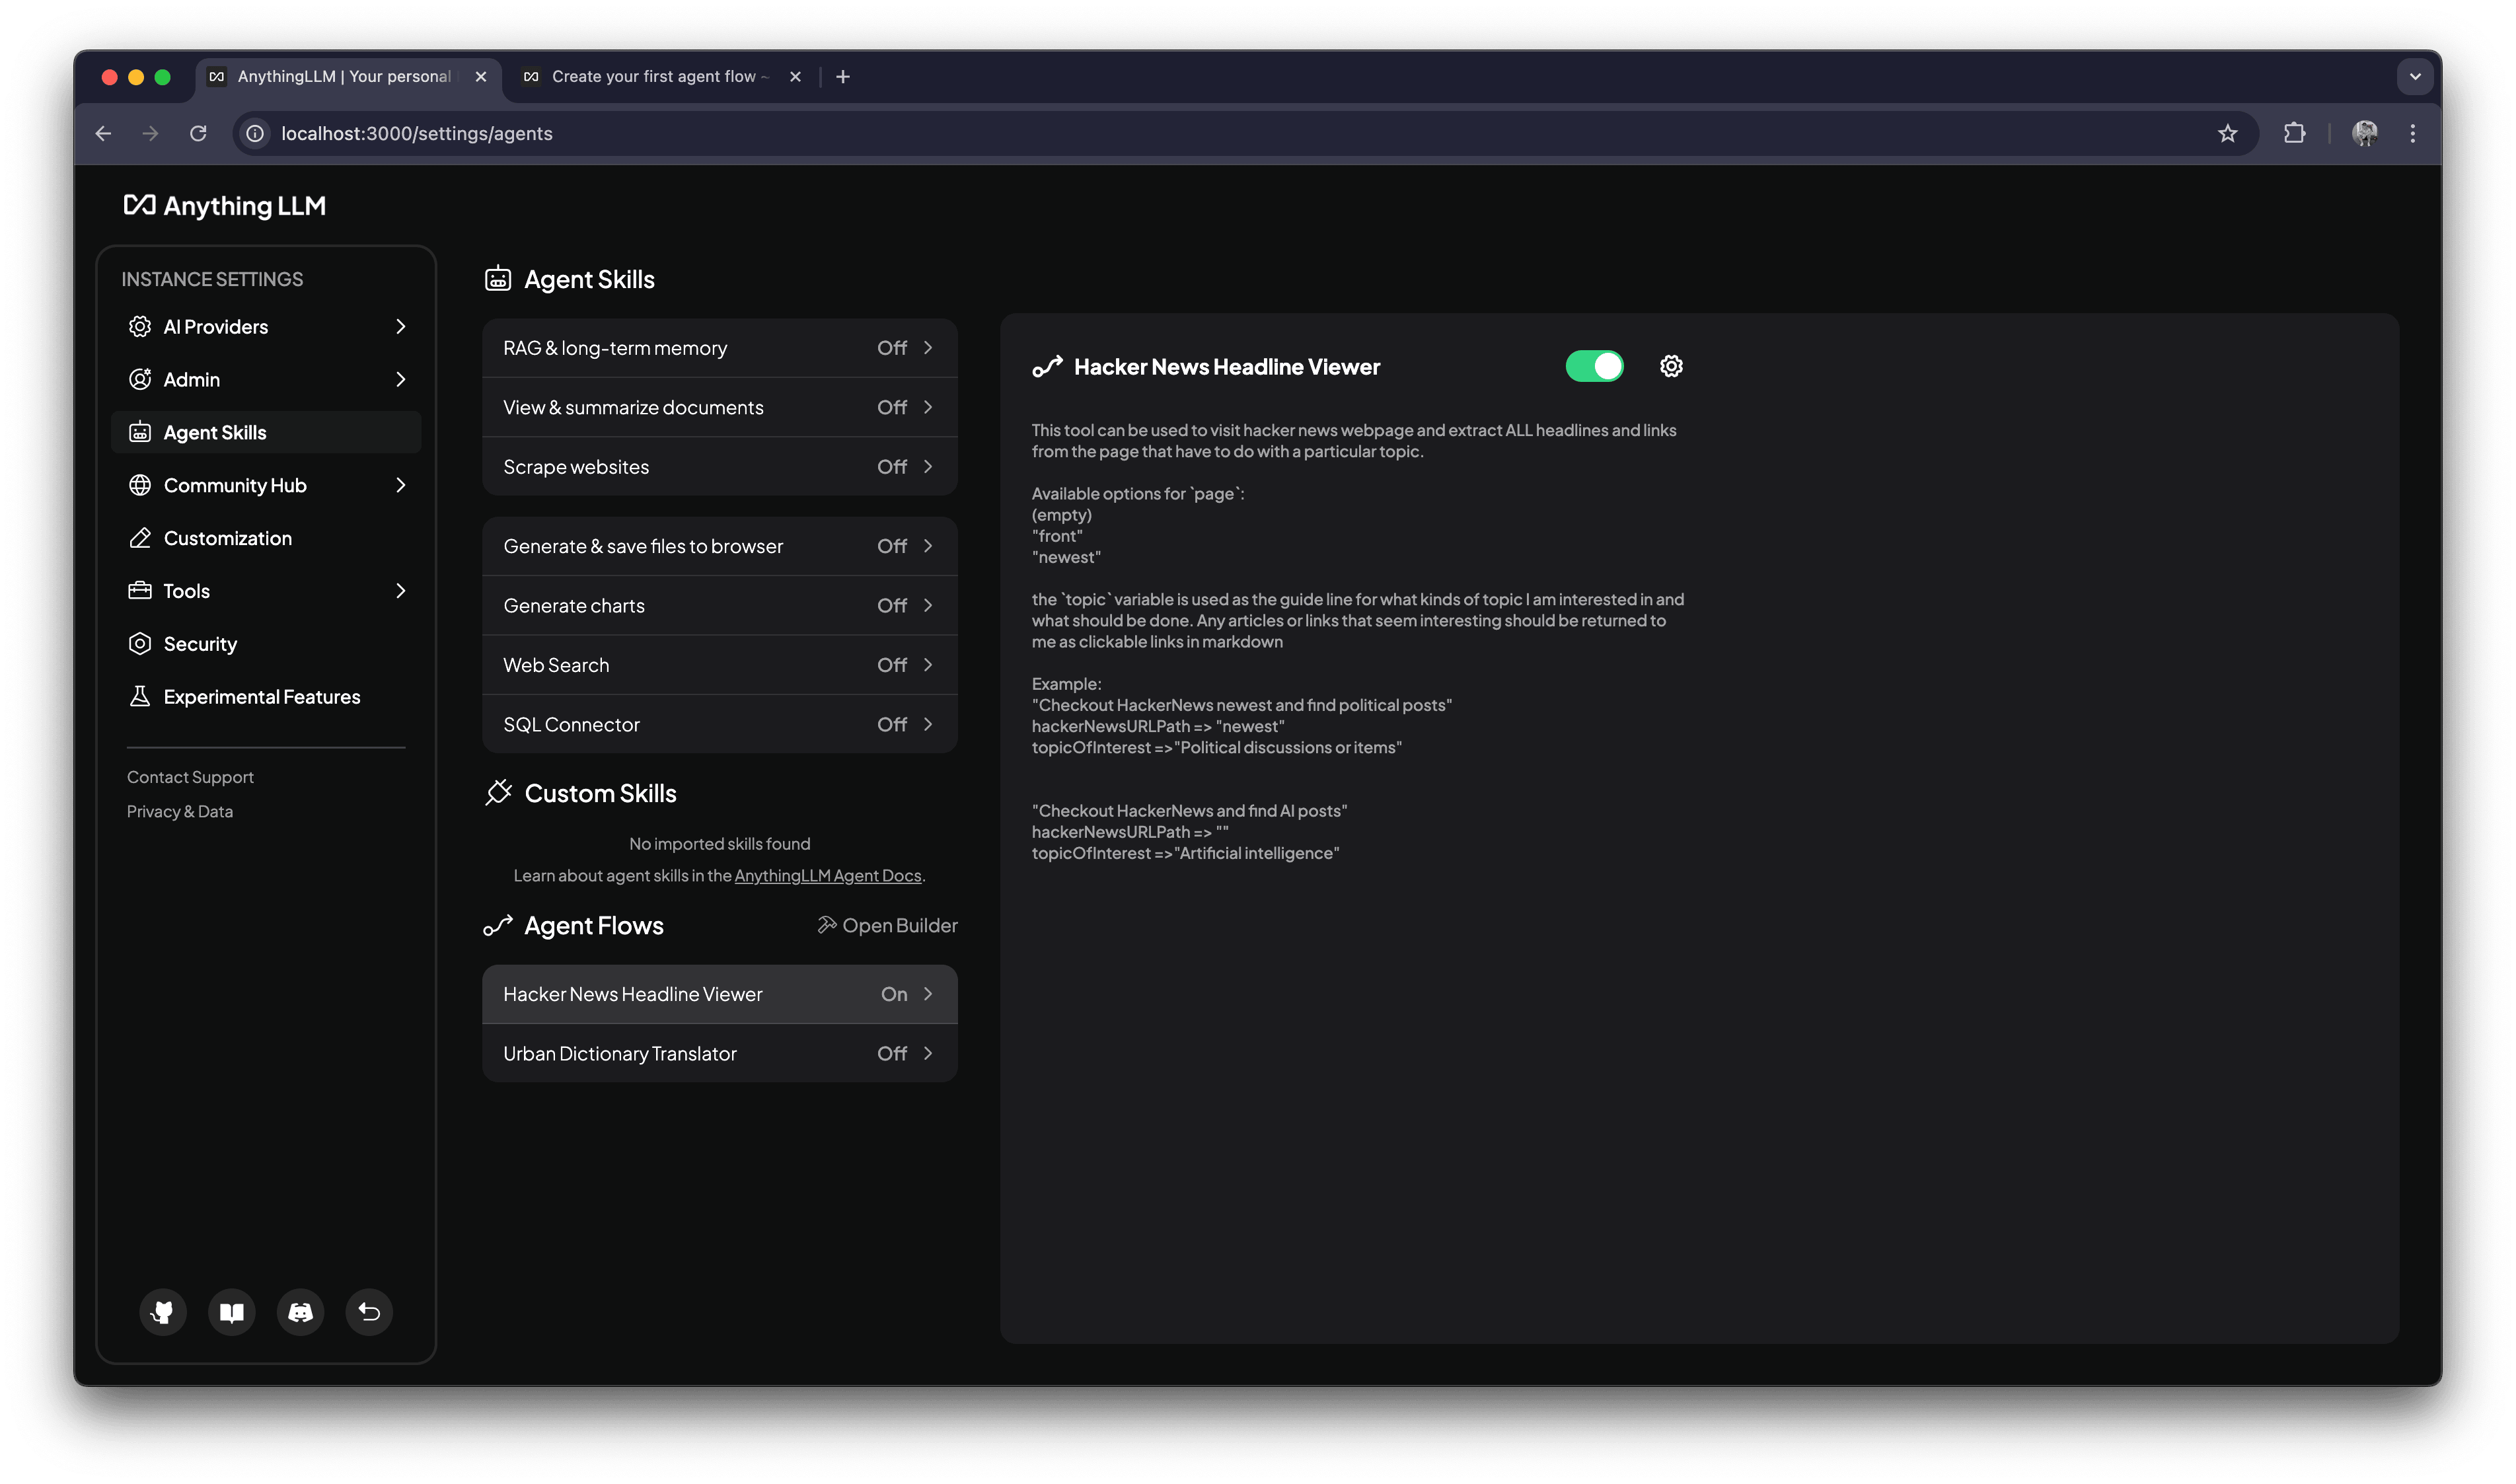 AnythingLLM | Your personal
Create your first agent flow ~
localhost:3000/settings/agents
Anything LLM
INSTANCE SETTINGS
AI Providers
Admin
Agent Skills
Community Hub
Customization
Tools
Security
Experimental Features
Contact Support
Privacy & Data
Agent Skills
RAG & long-term memory Off
View & summarize documents Off
Scrape websites Off
Generate & save files to browser Off
Generate charts Off
Web Search Off
SQL Connector Off
Custom Skills
No imported skills found
Learn about agent skills in the AnythingLLM Agent Docs.
Agent Flows Open Builder
Hacker News Headline Viewer On
Urban Dictionary Translator Off
Hacker News Headline Viewer
This tool can be used to visit hacker news webpage and extract ALL headlines and links
from the page that have to do with a particular topic.
Available options for `page`:
(empty)
"front"
"newest"
the `topic` variable is used as the guide line for what kinds of topic I am interested in and
what should be done. Any articles or links that seem interesting should be returned to
me as clickable links in markdown
Example:
"Checkout HackerNews newest and find political posts"
hackerNewsURLPath => "newest"
topicOfInterest =>"Political discussions or items"
"Checkout HackerNews and find AI posts"
hackerNewsURLPath => ""
topicOfInterest =>"Artificial intelligence"